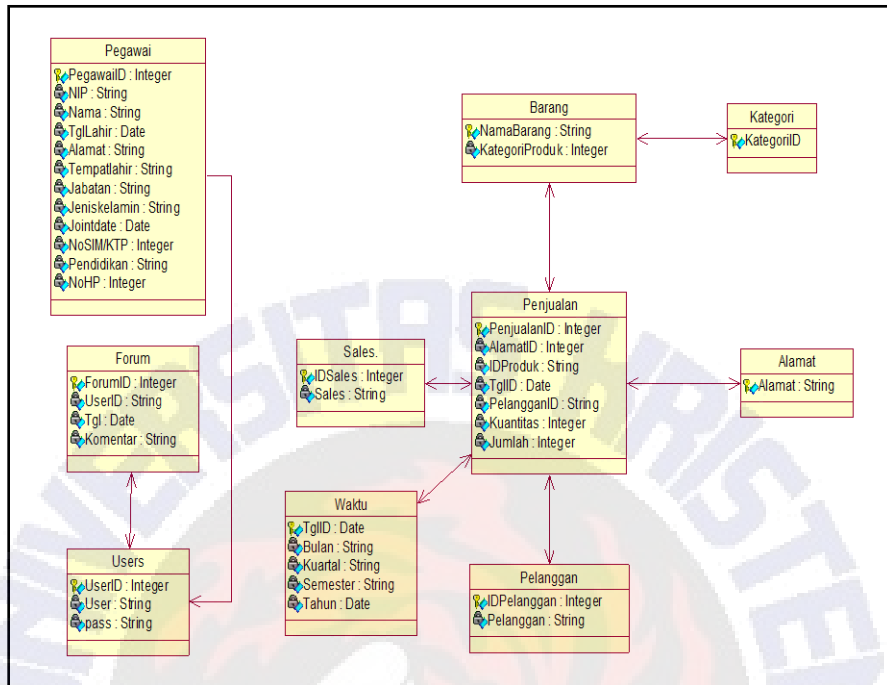 Pegawai
PegawaiID : Integer
NIP : String
Nama : String
TglLahir : Date
Alamat : String
Tempatlahir : String
Jabatan : String
Jeniskelamin : String
Jointdate : Date
NoSIM/KTP : Integer
Pendidikan : String
NoHP : Integer
Barang
NamaBarang : String
KategoriProduk : Integer
Kategori
KategoriID
Penjualan
PenjualanID : Integer
AlamatID : Integer
IDProduk : String
TglID : Date
PelangganID : String
Kuantitas : Integer
Jumlah : Integer
Forum
ForumID : Integer
UserID : String
Tgl : Date
Komentar : String
Sales.
IDSales : Integer
Sales : String
Alamat
Alamat : String
Waktu
TglID : Date
Bulan : String
Kuartal : String
Semester : String
Tahun : Date
Users
UserID : Integer
User : String
pass : String
Pelanggan
IDPelanggan : Integer
Pelanggan : String
UNIVERSITAS KRISTE